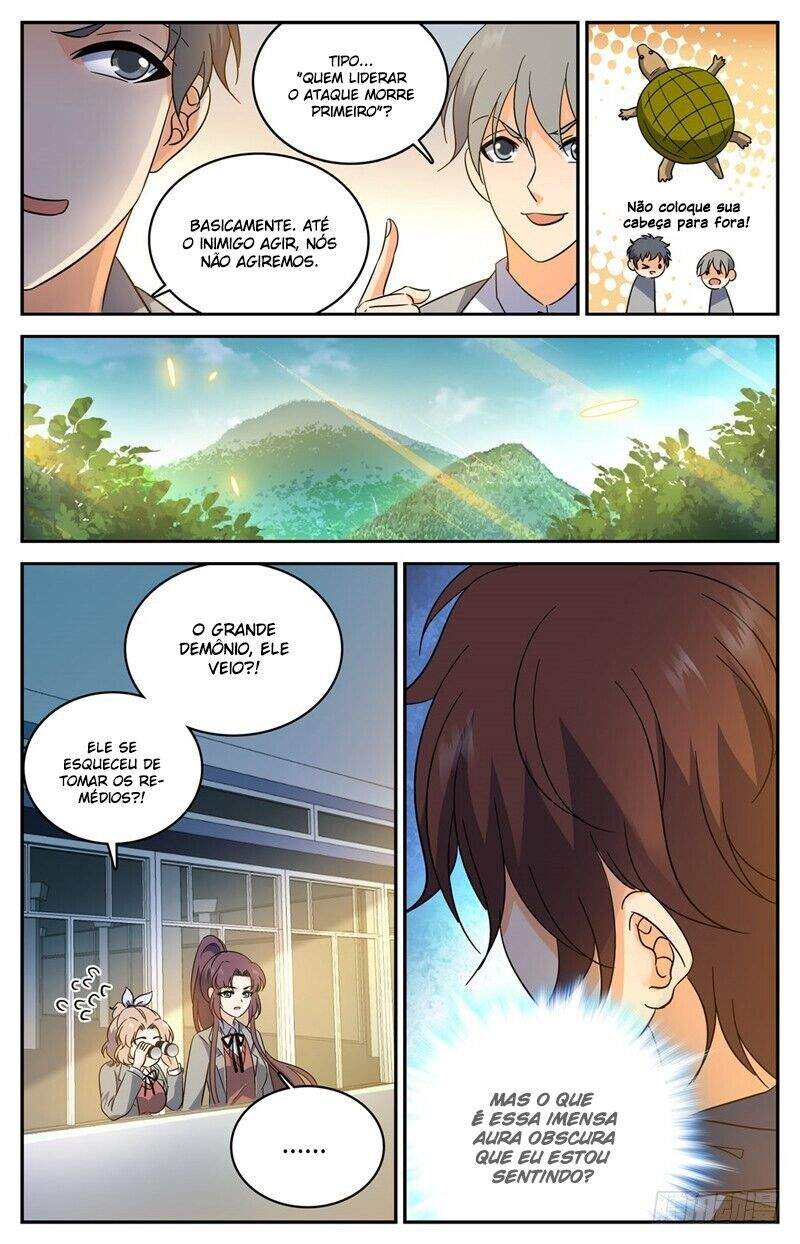 TIPO...
"QUEM LIDERAR
O ATAQUE MORRE
PRIMEIRO"?
BASICAMENTE. ATÉ
O INIMIGO AGIR, NÓS
NÃO AGIREMOS.
Não coloque sua
cabeça para fora!
O GRANDE
DEMÔNIO, ELE
VEIO?!
ELE SE
ESQUECEU DE
TOMAR OS RE-
MÉDIOS?!
......
MAS O QUE
É ESSA IMENSA
AURA OBSCURA
QUE EU ESTOU
SENTINDO?